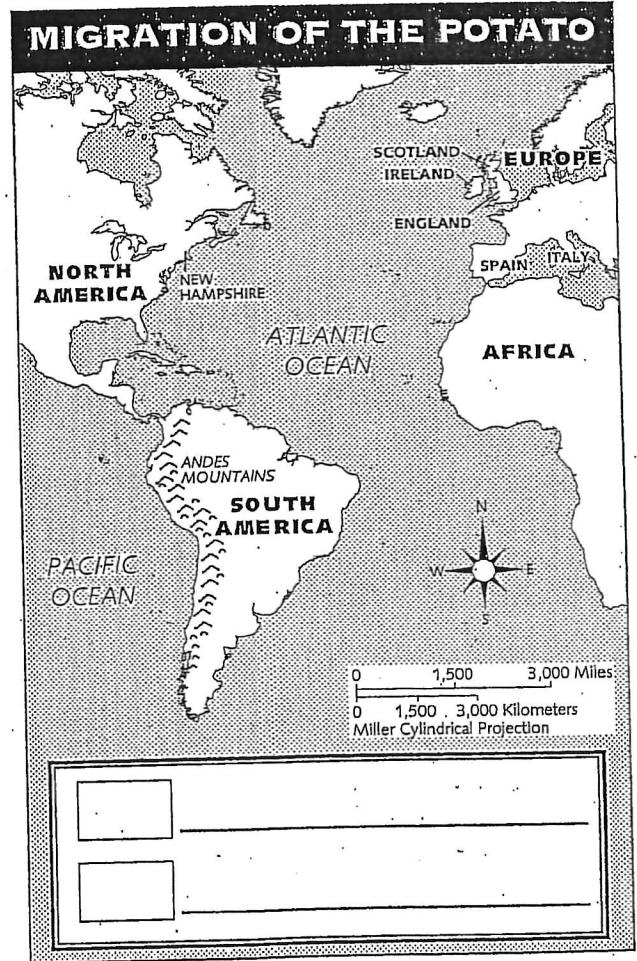 MIGRATION OF THE POTATO
SCOTLAND
EUROPE
IRELAND
ENGLAND
NORTH
AMERICA
NEW
HAMPSHIRE
SPAIN
ITALY
ATLANTIC
OCEAN
AFRICA
ANDES
MOUNTAINS
SOUTH
AMERICA
PACIFIC
OCEAN
N
W
E
S
0 1,500 3,000 Miles
0 1,500 3,000 Kilometers
Miller Cylindrical Projection